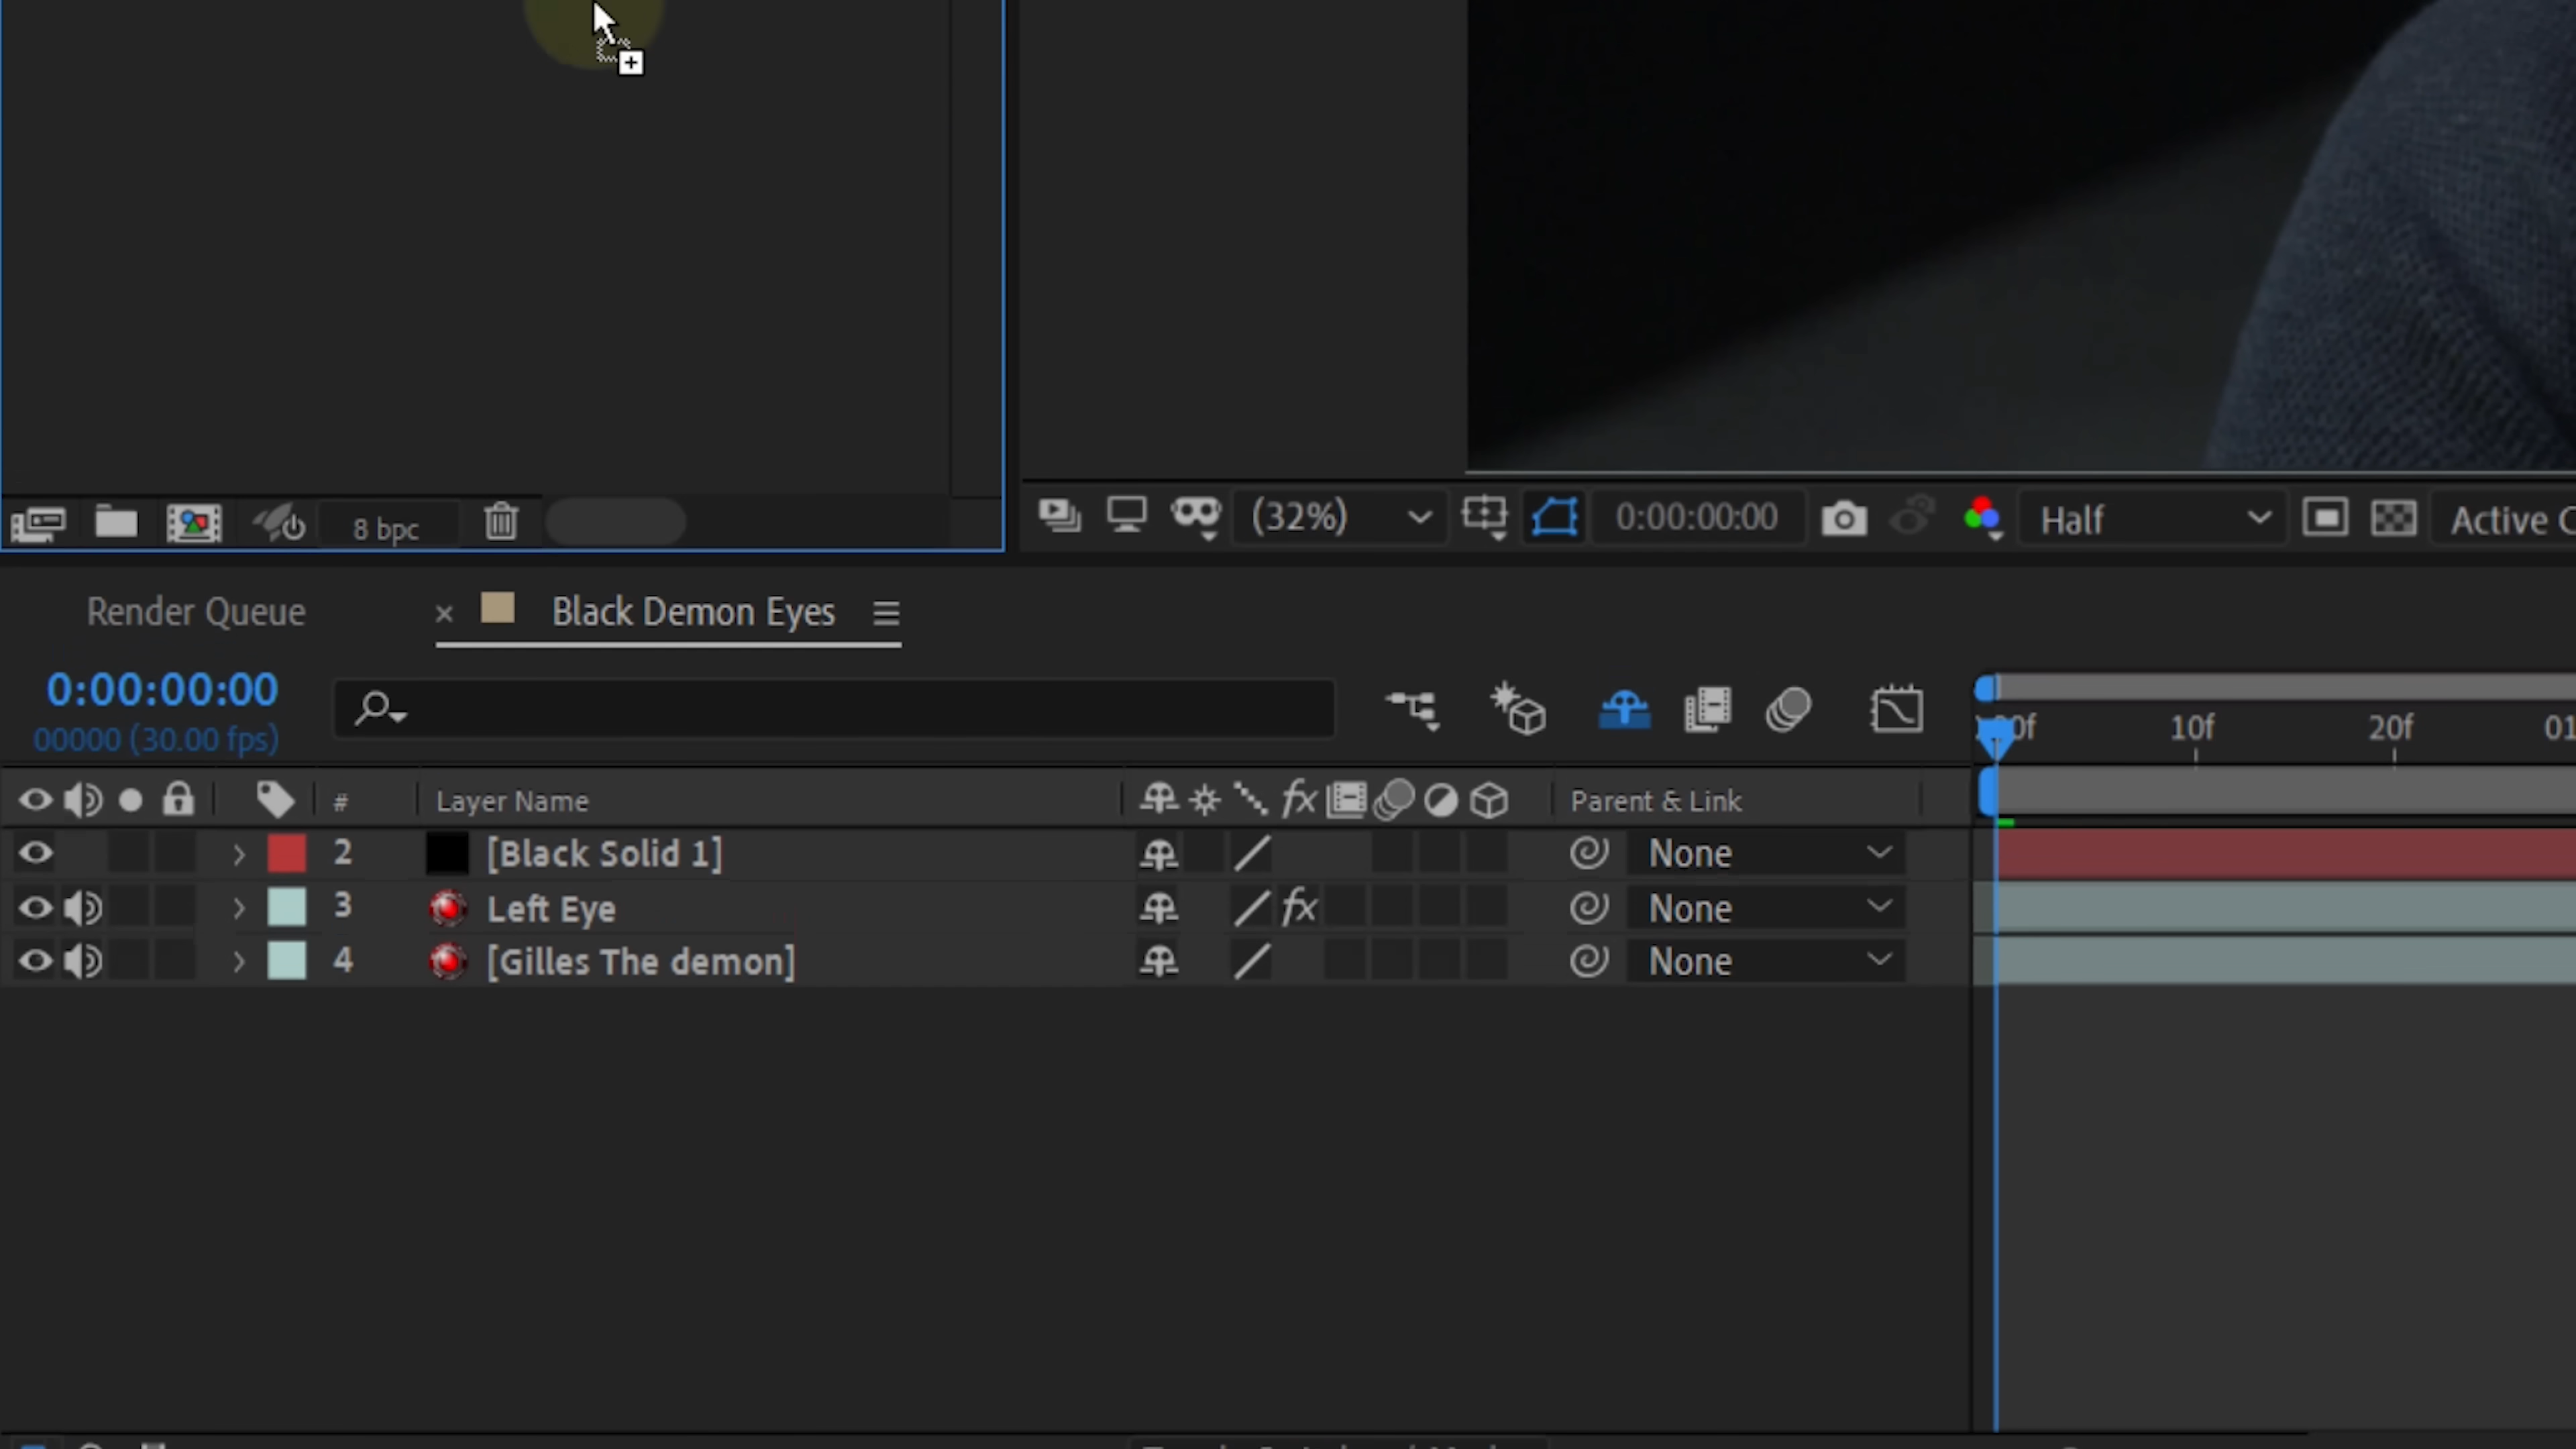 8 bpc
(32%)
0:00:00:00
Half
Active
Render Queue
× Black Demon Eyes
0:00:00:00
00000 (30.00 fps)
10f
20f
# Layer Name
fx
Parent & Link
2 [Black Solid 1] None
3 Left Eye fx None
4 [Gilles The demon] None